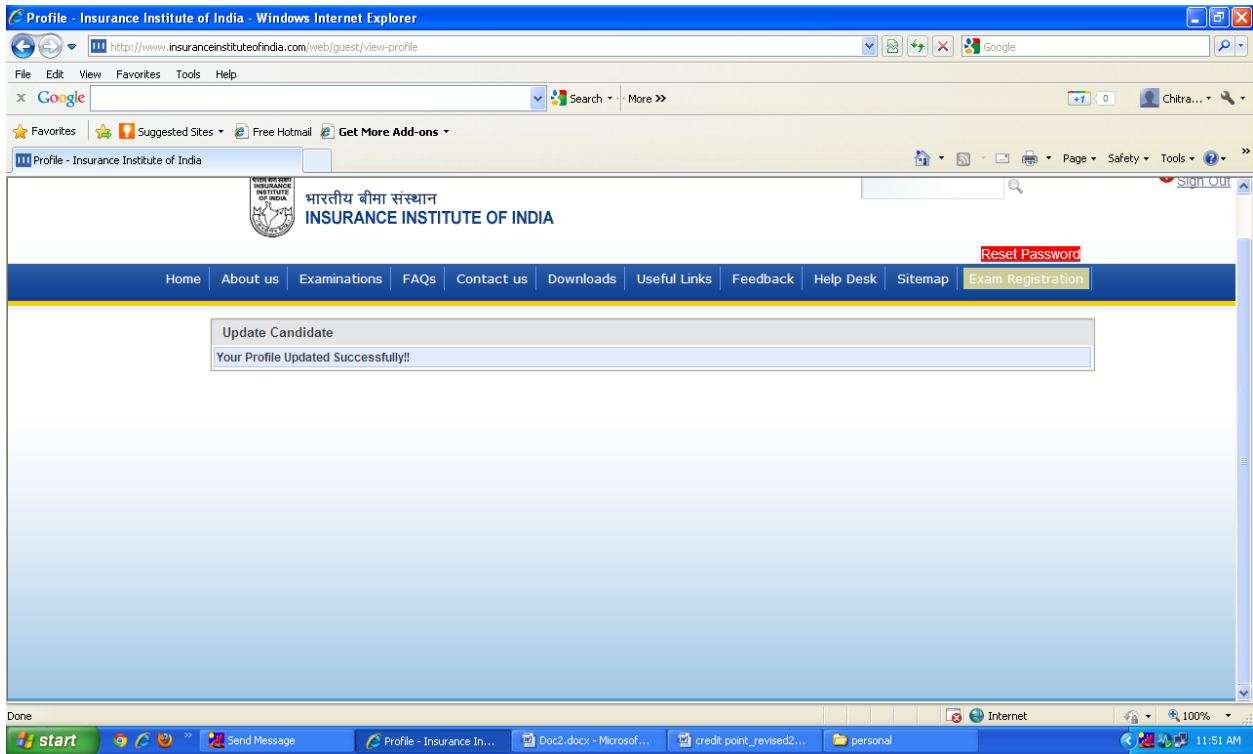 Profile - Insurance Institute of India - Windows Internet Explorer
http://www.insuranceinstituteofindia.com/web/guest/view-profile
Google
File Edit View Favorites Tools Help
x Google Search More >> +1 0 Chitra...
Favorites Suggested Sites Free Hotmail Get More Add-ons
Profile - Insurance Institute of India Page Safety Tools »
INSURANCE
INSTITUTE
OF INDIA
Sign Out
भारतीय बीमा संस्थान
INSURANCE INSTITUTE OF INDIA
Reset Password
Home About us Examinations FAQs Contact us Downloads Useful Links Feedback Help Desk Sitemap Exam Registration
Update Candidate
Your Profile Updated Successfully!!
Done Internet 100%
start » Send Message Profile - Insurance In... Doc2.docx - Microsof... credit point_revised2... personal 11:51 AM